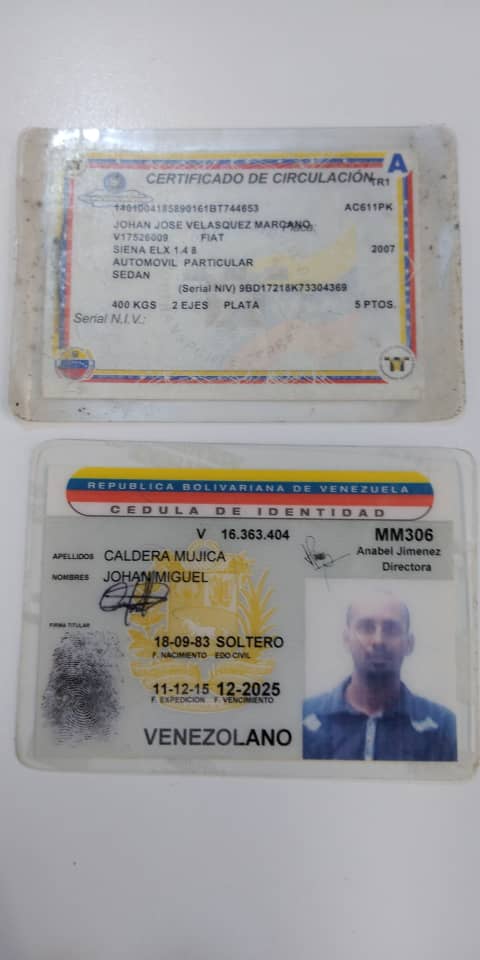 CERTIFICADO DE CIRCULACIÓN
A
TR1
1401004185890161BT744653 AC611PK
JOHAN JOSE VELASQUEZ MARCANO
V17526009 FIAT
SIENA ELX 1.4 8 2007
AUTOMOVIL PARTICULAR
SEDAN
(Serial NIV) 9BD17218K73304369
400 KGS 2 EJES PLATA 5 PTOS.
Serial N.I.V.:
REPUBLICA BOLIVARIANA DE VENEZUELA
CEDULA DE IDENTIDAD
V 16.363.404 MM306
Anabel Jimenez
Directora
APELLIDOS CALDERA MUJICA
NOMBRES JOHAN MIGUEL
FIRMA TITULAR
18-09-83 SOLTERO
F. NACIMIENTO EDO CIVIL
11-12-15 12-2025
F. EXPEDICION F. VENCIMIENTO
VENEZOLANO